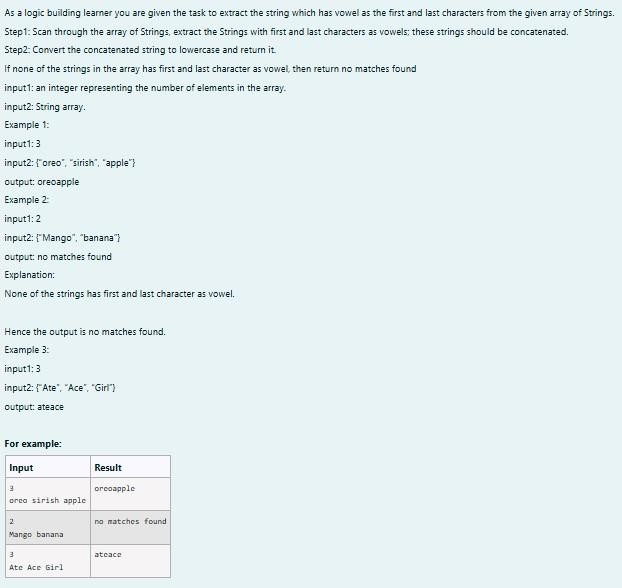 As a logic building learner you are given the task to extract the string which has vowel as the first and last characters from the given array of Strings.
Step1: Scan through the array of Strings, extract the Strings with first and last characters as vowels; these strings should be concatenated.
Step2: Convert the concatenated string to lowercase and return it.
If none of the strings in the array has first and last character as vowel, then return no matches found
input1: an integer representing the number of elements in the array.
input2: String array.
Example 1:
input1: 3
input2: {"oreo", "sirish", "apple"}
output: oreoapple
Example 2:
input1: 2
input2: {"Mango", "banana"}
output: no matches found
Explanation:
None of the strings has first and last character as vowel.
Hence the output is no matches found.
Example 3:
input1: 3
input2: {"Ate", "Ace", "Girl"}
output: ateace
For example:
Input Result
3 oreoapple
oreo sirish apple
2 no matches found
Mango banana
3 ateace
Ate Ace Girl